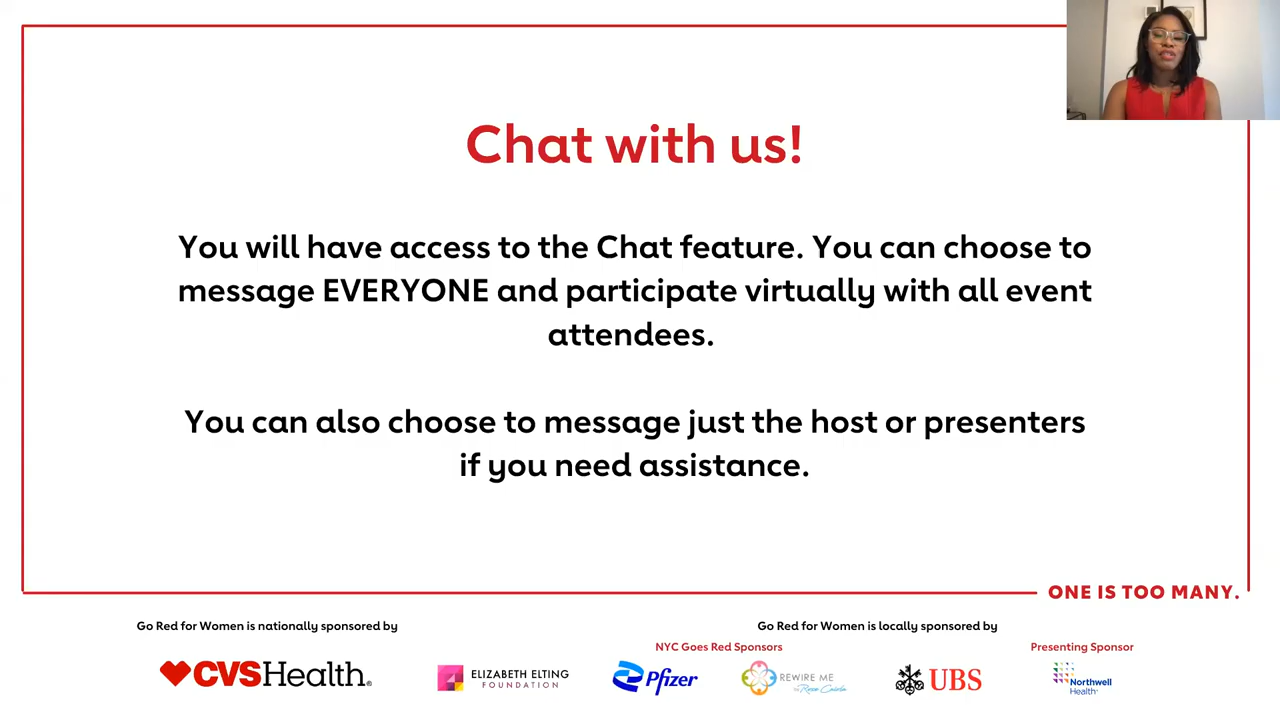 Chat with us!
You will have access to the Chat feature. You can choose to
message EVERYONE and participate virtually with all event
attendees.
You can also choose to message just the host or presenters
if you need assistance.
ONE IS TOO MANY.
Go Red for Women is nationally sponsored by
Go Red for Women is locally sponsored by
NYC Goes Red Sponsors
Presenting Sponsor
CVSHealth®
ELIZABETH ELTING
FOUNDATION
Pfizer
REWIRE ME
UBS
Northwell
Health